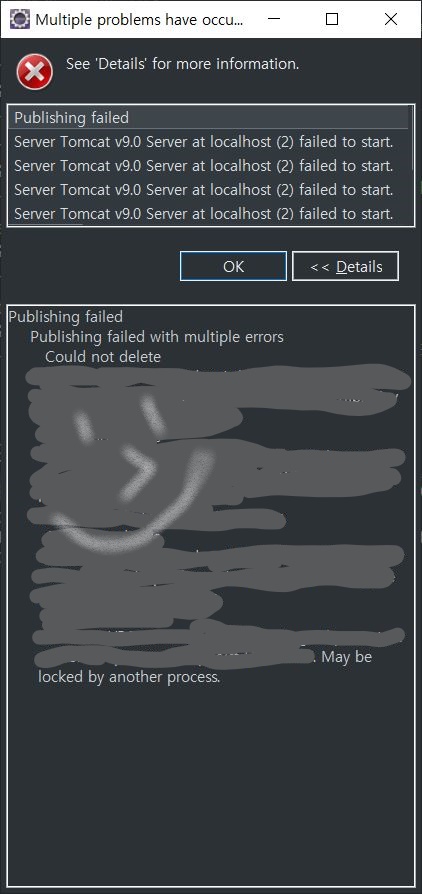 Multiple problems have occu...
See 'Details' for more information.
Publishing failed
Server Tomcat v9.0 Server at localhost (2) failed to start.
Server Tomcat v9.0 Server at localhost (2) failed to start.
Server Tomcat v9.0 Server at localhost (2) failed to start.
Server Tomcat v9.0 Server at localhost (2) failed to start.
OK
<< Details
Publishing failed
Publishing failed with multiple errors
Could not delete
. May be
locked by another process.